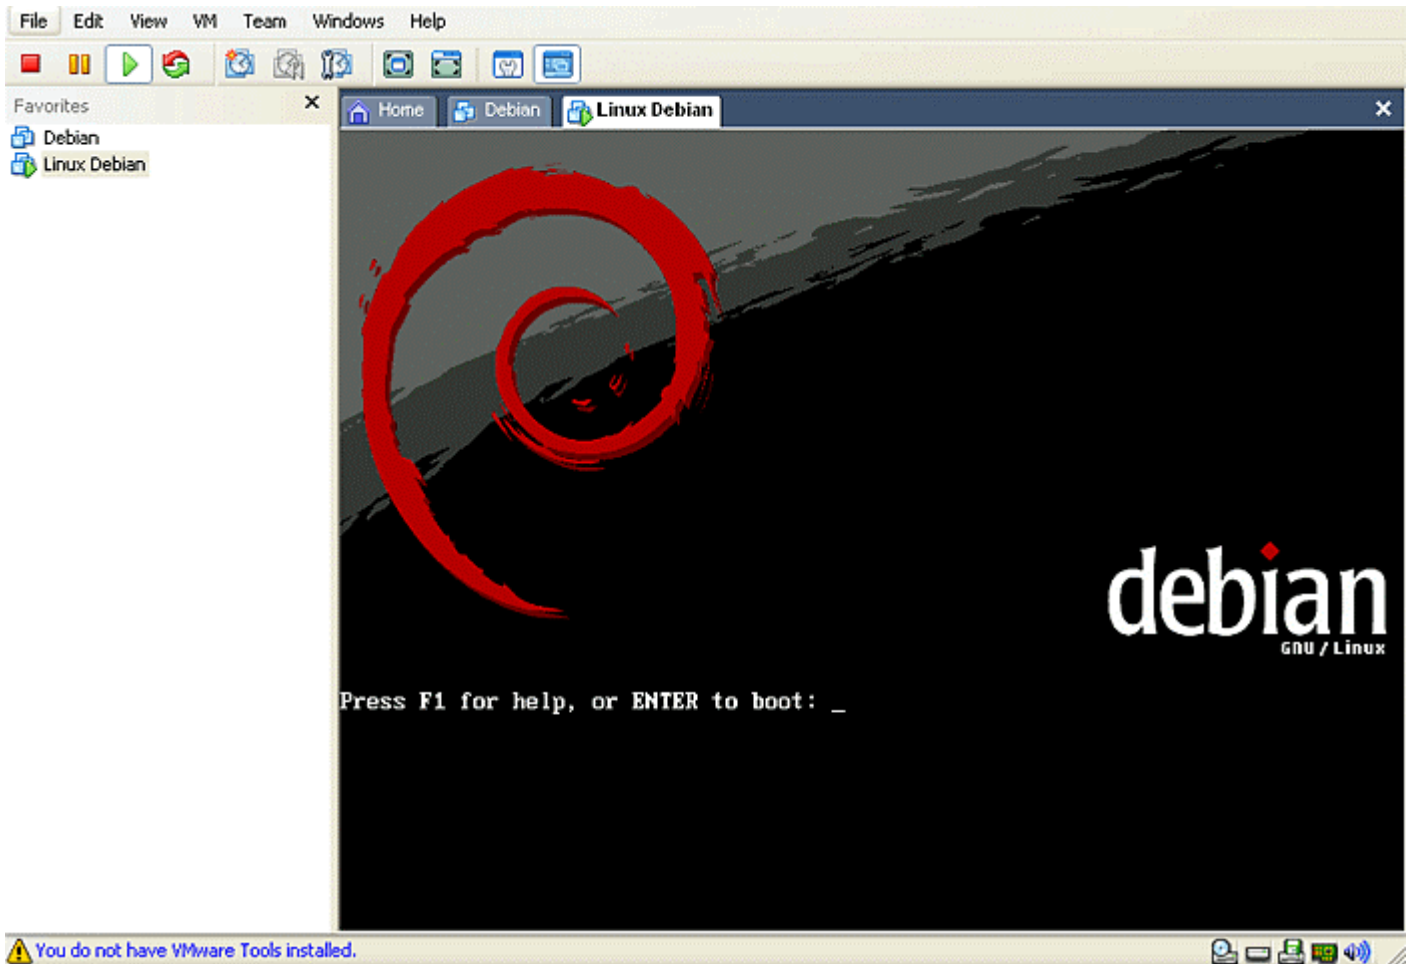 File Edit View VM Team Windows Help
Favorites
Debian
Linux Debian
Home Debian Linux Debian
debian
GNU / Linux
Press F1 for help, or ENTER to boot: _
You do not have VMware Tools installed.